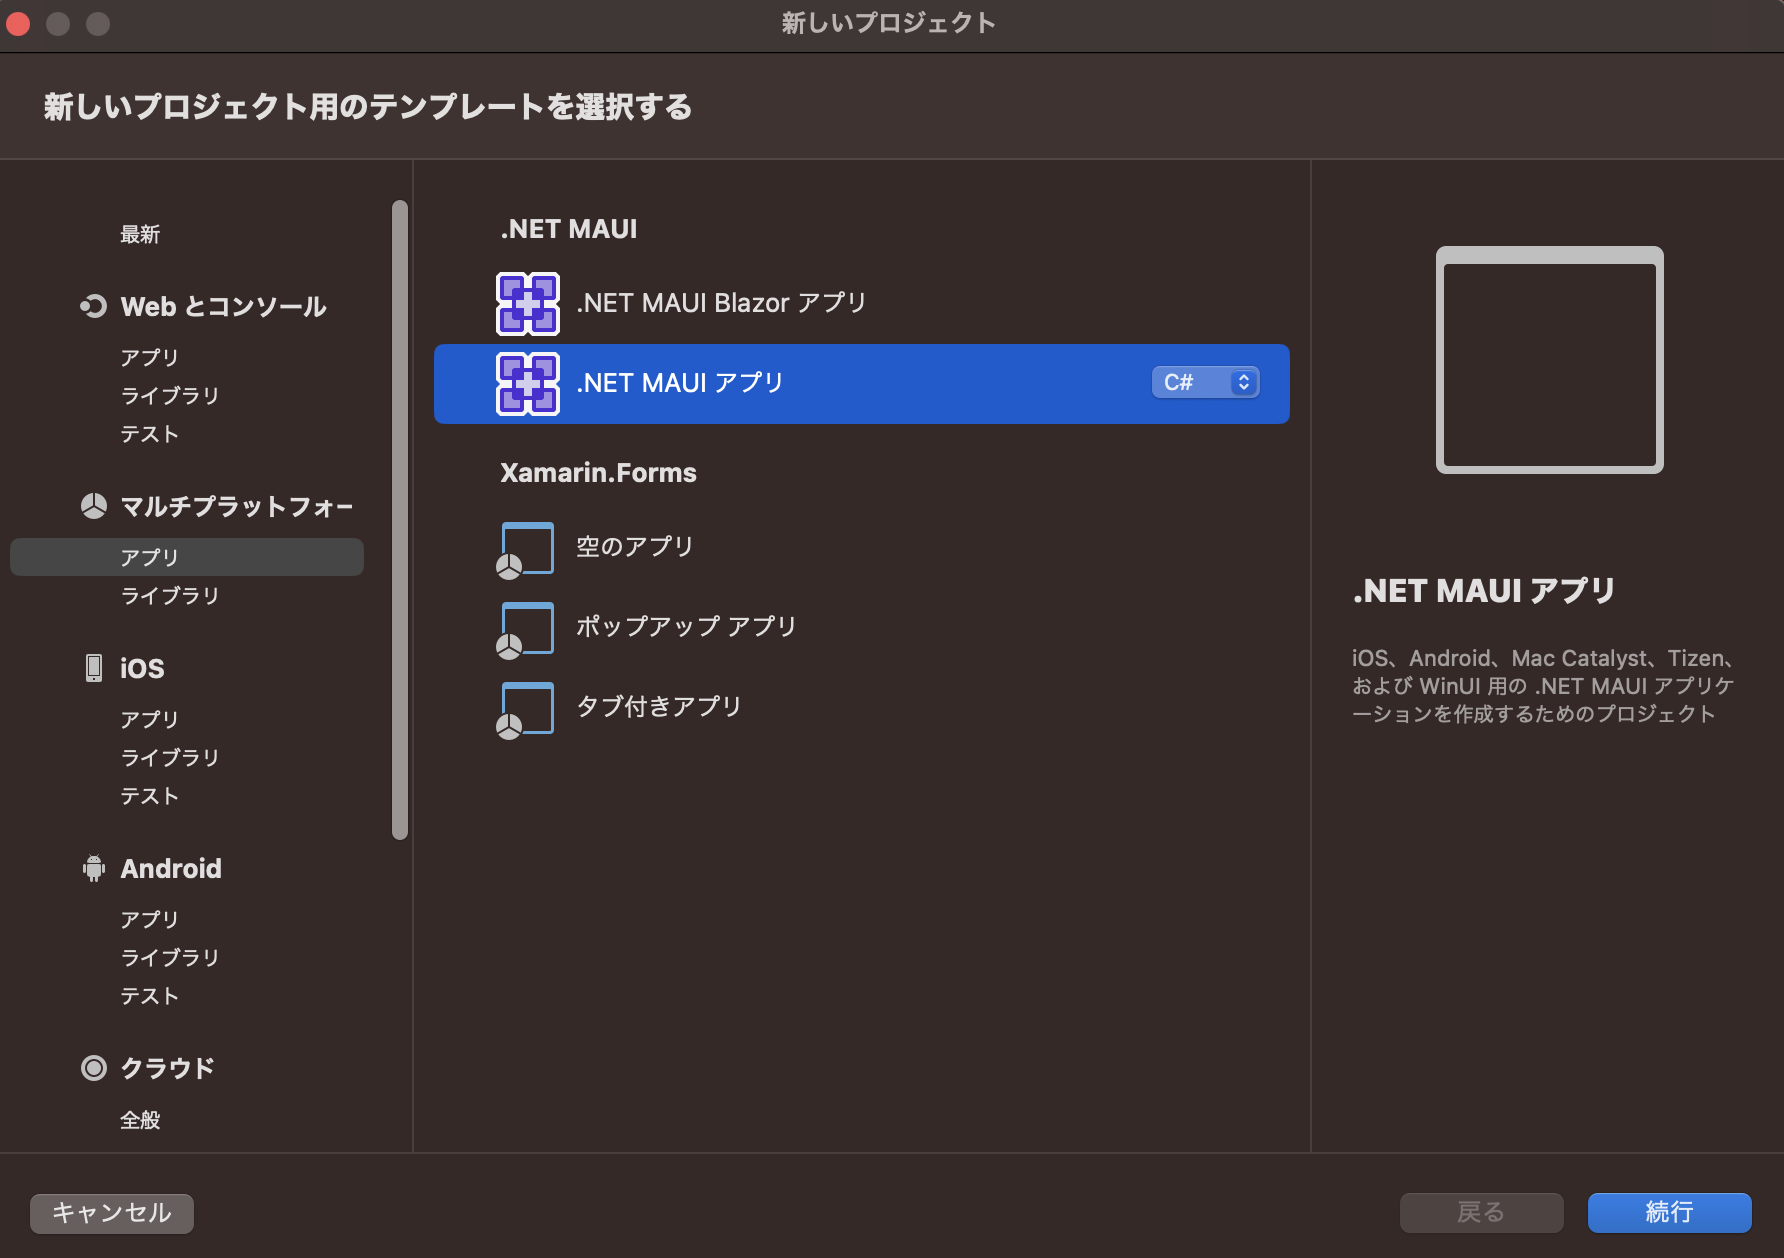 新しいプロジェクト
新しいプロジェクト用のテンプレートを選択する
最新
Web とコンソール
アプリ
ライブラリ
テスト
マルチプラットフォー
アプリ
ライブラリ
iOS
アプリ
ライブラリ
テスト
Android
アプリ
ライブラリ
テスト
クラウド
全般
.NET MAUI
.NET MAUI Blazor アプリ
.NET MAUI アプリ
C#
Xamarin.Forms
空のアプリ
ポップアップ アプリ
タブ付きアプリ
.NET MAUI アプリ
iOS、Android、Mac Catalyst、Tizen、
および WinUI 用の .NET MAUI アプリケ
ーションを作成するためのプロジェクト
キャンセル
戻る
続行